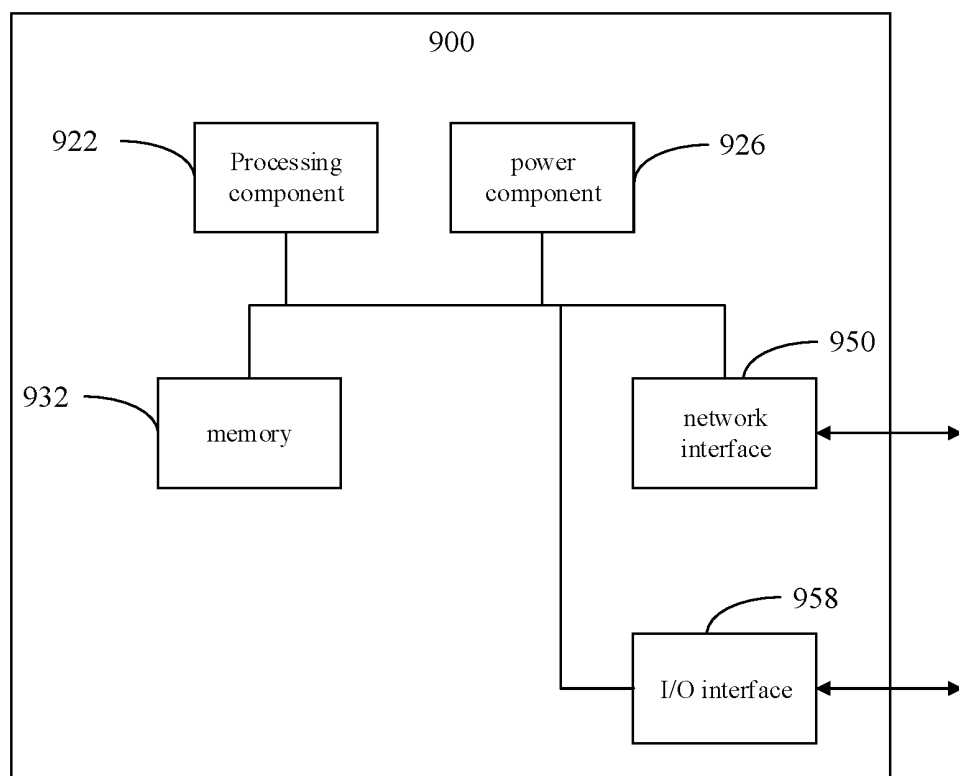 900
922
Processing
component
power
component
926
932
memory
950
network
interface
958
I/O interface